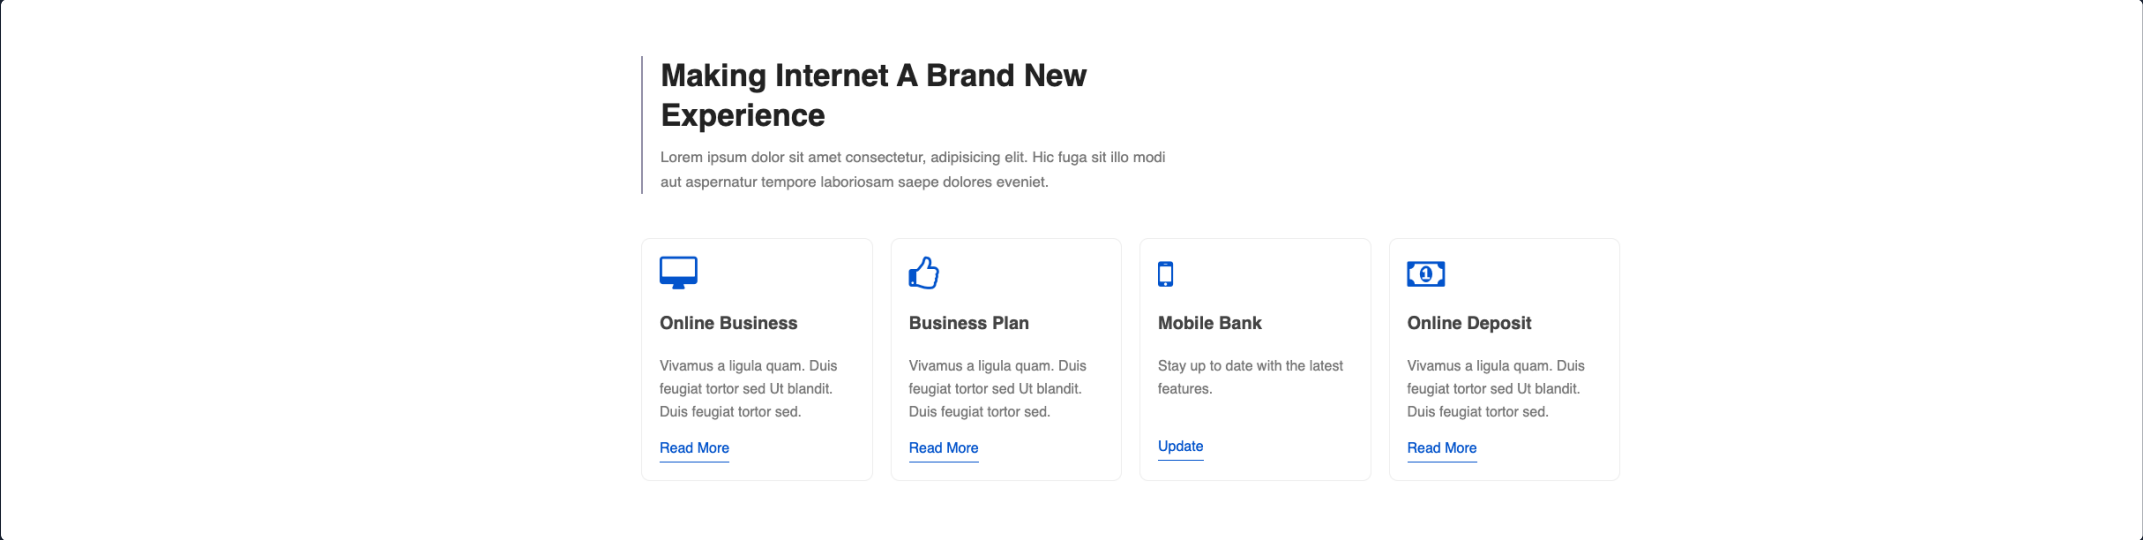 Making Internet A Brand New
Experience
Lorem ipsum dolor sit amet consectetur, adipisicing elit. Hic fuga sit illo modi
aut aspernatur tempore laboriosam saepe dolores eveniet.
Online Business
Vivamus a ligula quam. Duis
feugiat tortor sed Ut blandit.
Duis feugiat tortor sed.
Read More
Business Plan
Vivamus a ligula quam. Duis
feugiat tortor sed Ut blandit.
Duis feugiat tortor sed.
Read More
Mobile Bank
Stay up to date with the latest
features.
Update
1
Online Deposit
Vivamus a ligula quam. Duis
feugiat tortor sed Ut blandit.
Duis feugiat tortor sed.
Read More